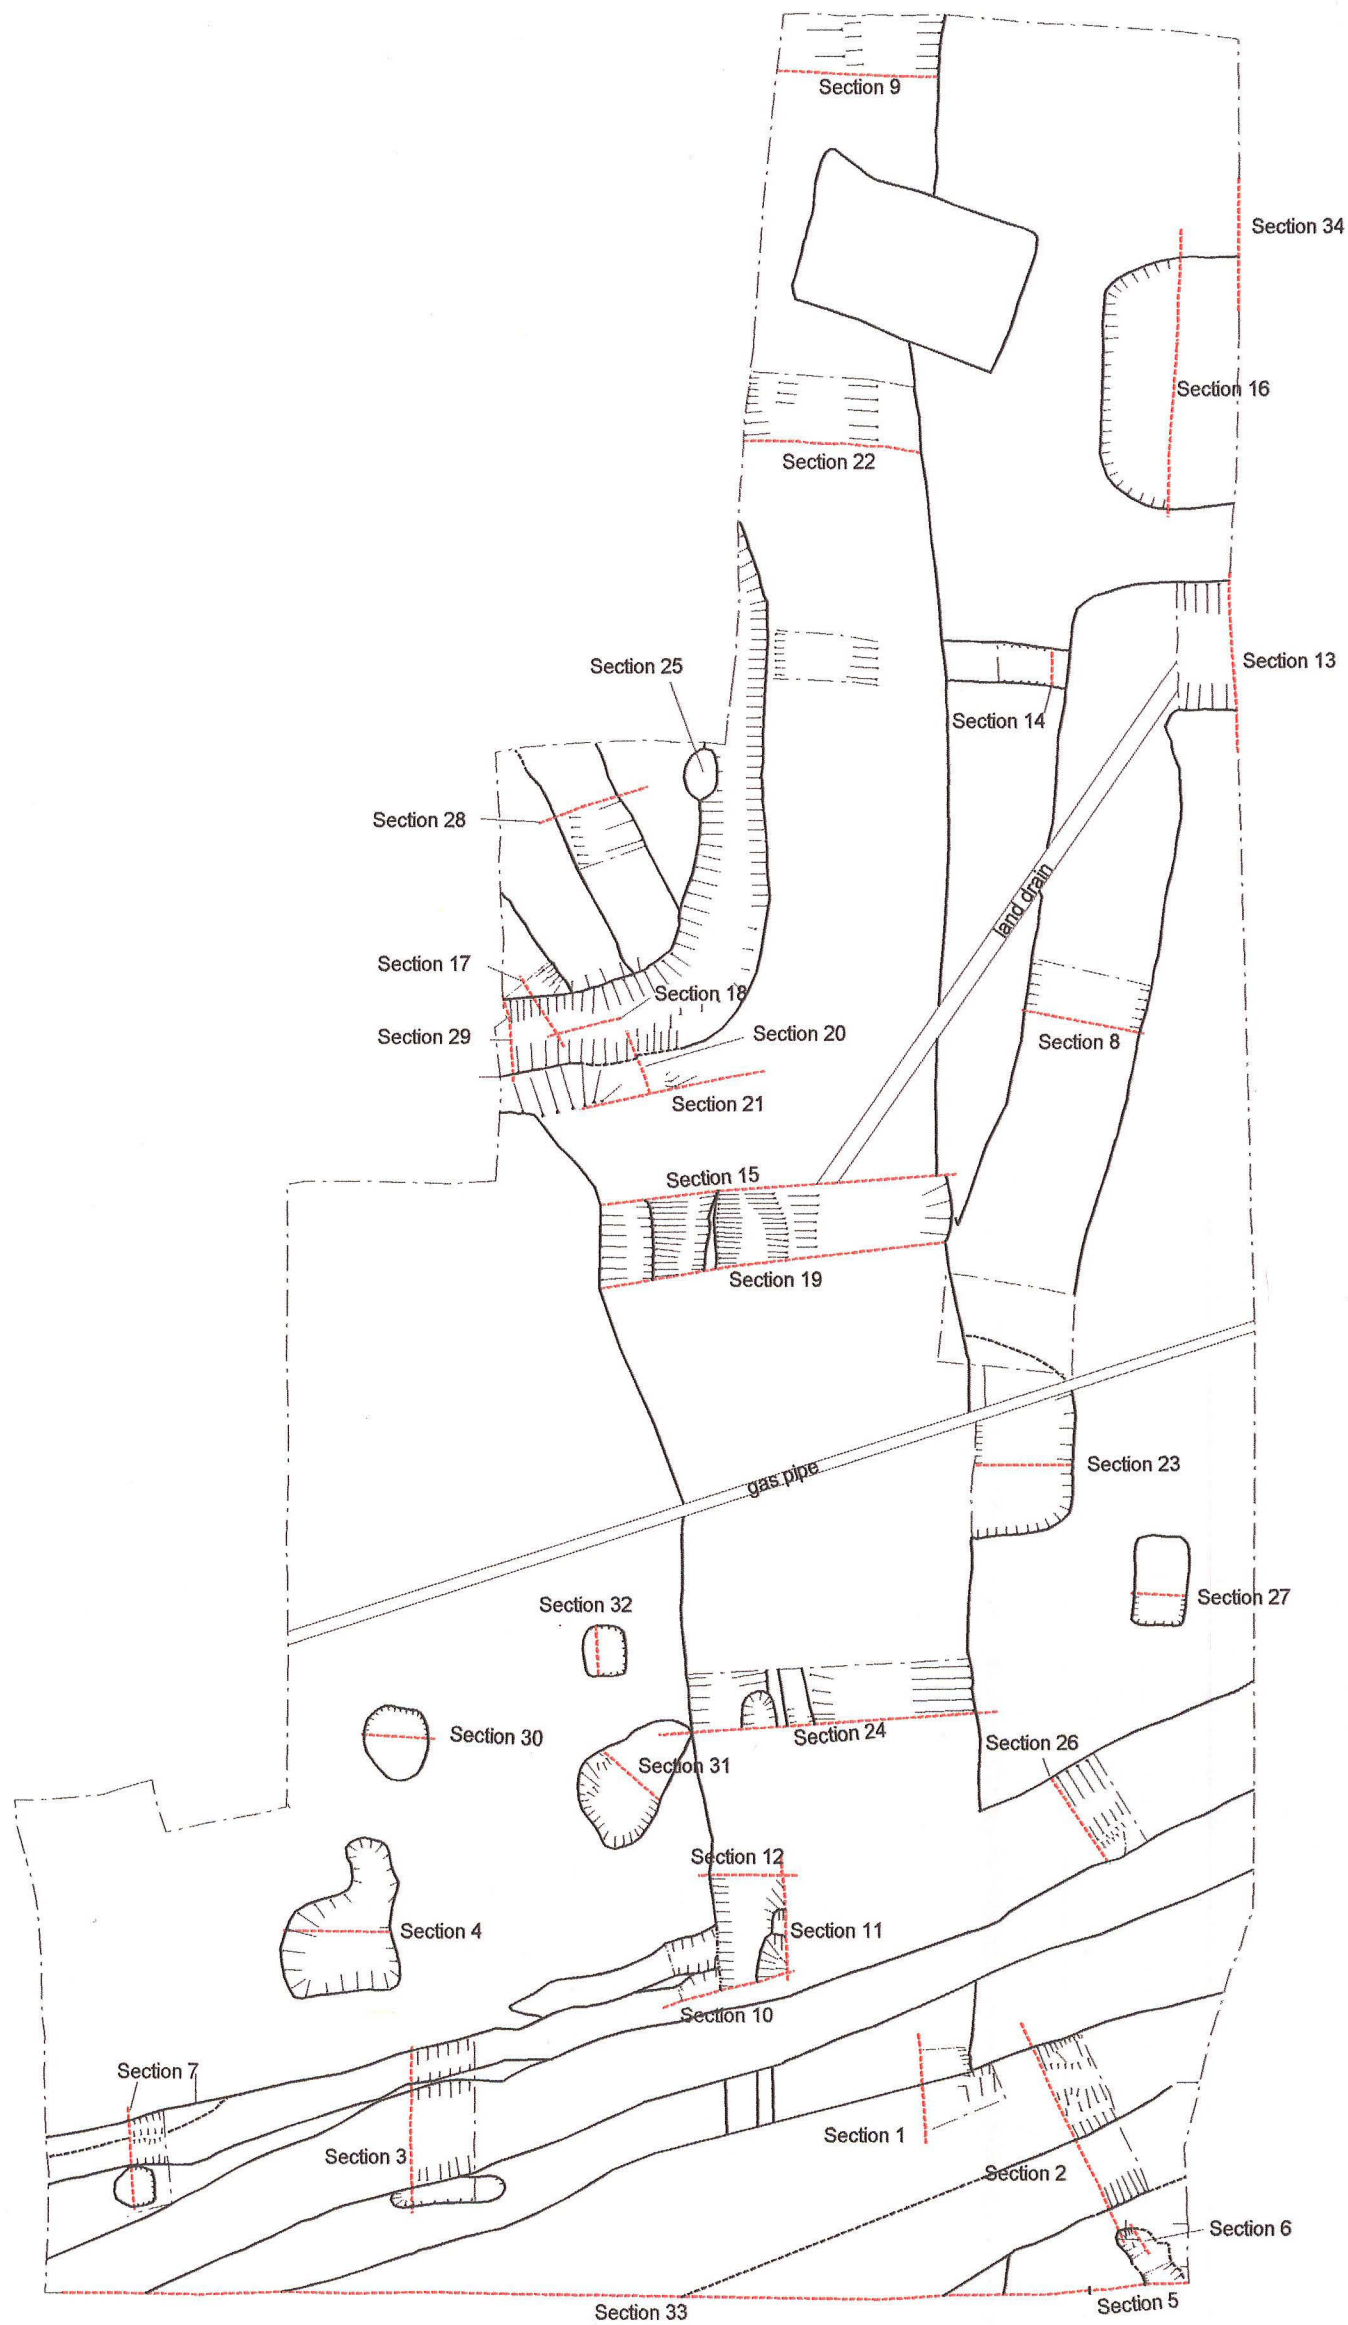 Section 9
Section 34
Section 16
Section 22
Section 25
Section 13
Section 14
Section 28
land drain
Section 17
Section 18
Section 29
Section 20
Section 8
Section 21
Section 15
Section 19
Section 23
gas pipe
Section 27
Section 32
Section 30
Section 24
Section 26
Section 31
Section 12
Section 4
Section 11
Section 10
Section 7
Section 1
Section 3
Section 2
Section 6
Section 5
Section 33